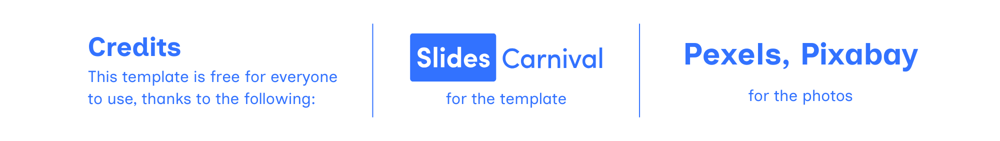 Credits
This template is free for everyone
to use, thanks to the following:
Slides Carnival
for the template
Pexels, Pixabay
for the photos